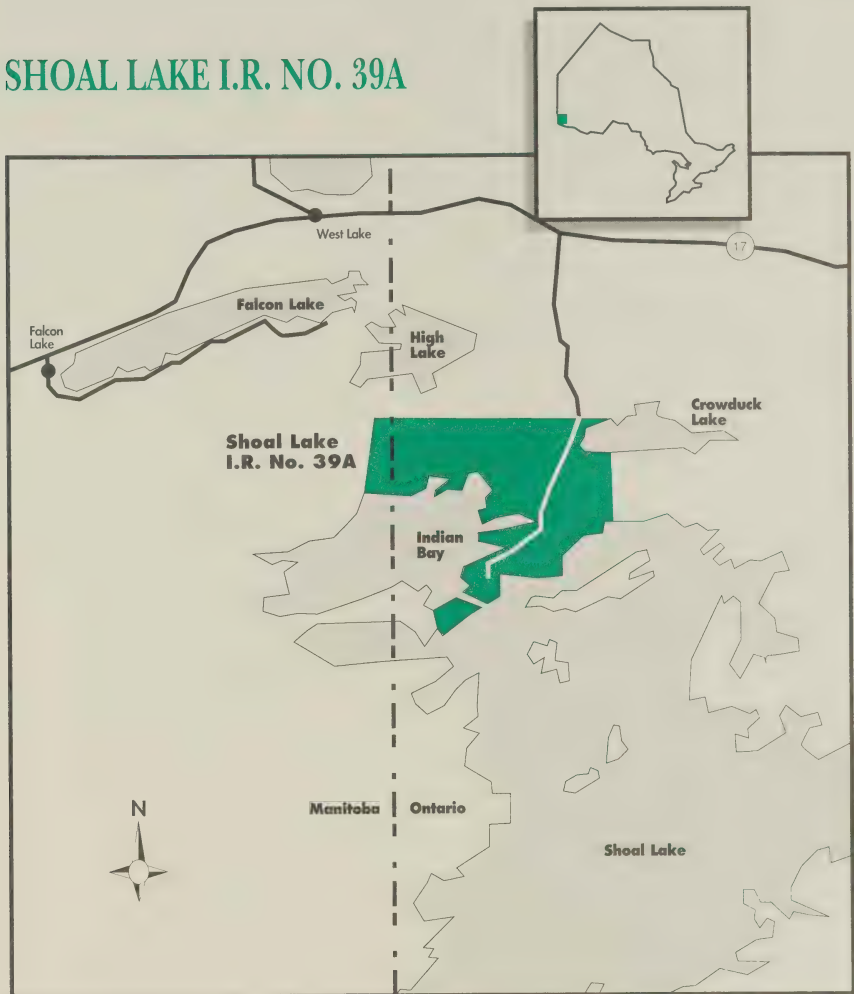 SHOAL LAKE I.R. NO. 39A
West Lake
17
Falcon Lake
Falcon
Lake
High
Lake
Crowduck
Lake
Shoal Lake
I.R. No. 39A
Indian
Bay
N
Manitoba
Ontario
Shoal Lake